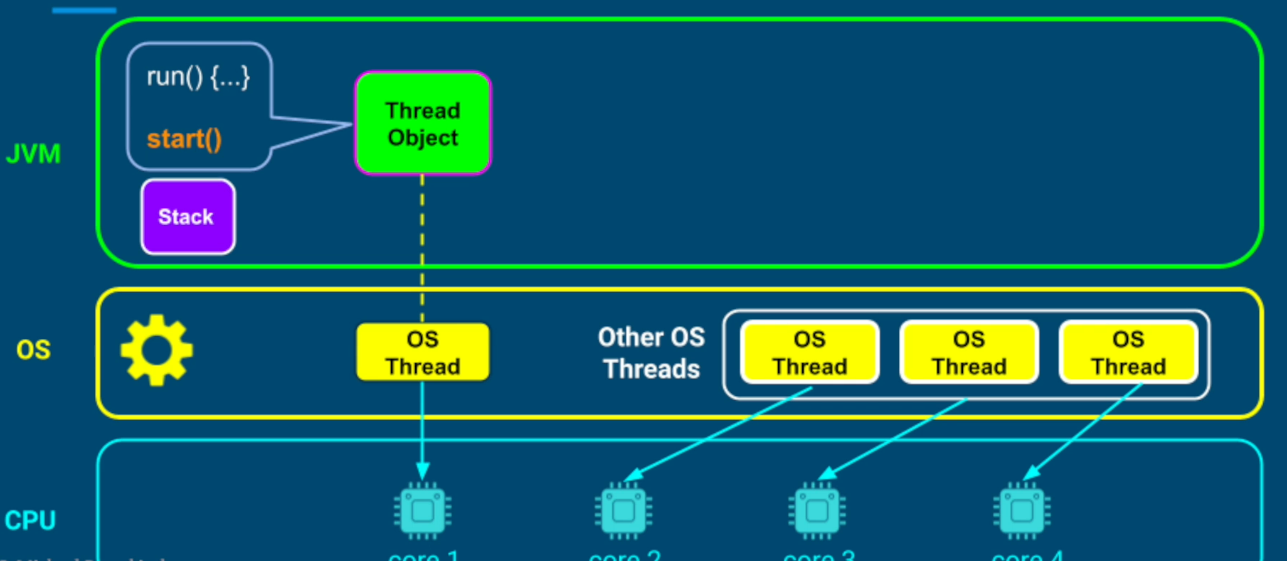 run() {...}
start()
Thread
Object
JVM
Stack
OS
OS
Thread
Other OS
Threads
OS
Thread
OS
Thread
OS
Thread
CPU
core 1
core 2
core 3
core 4